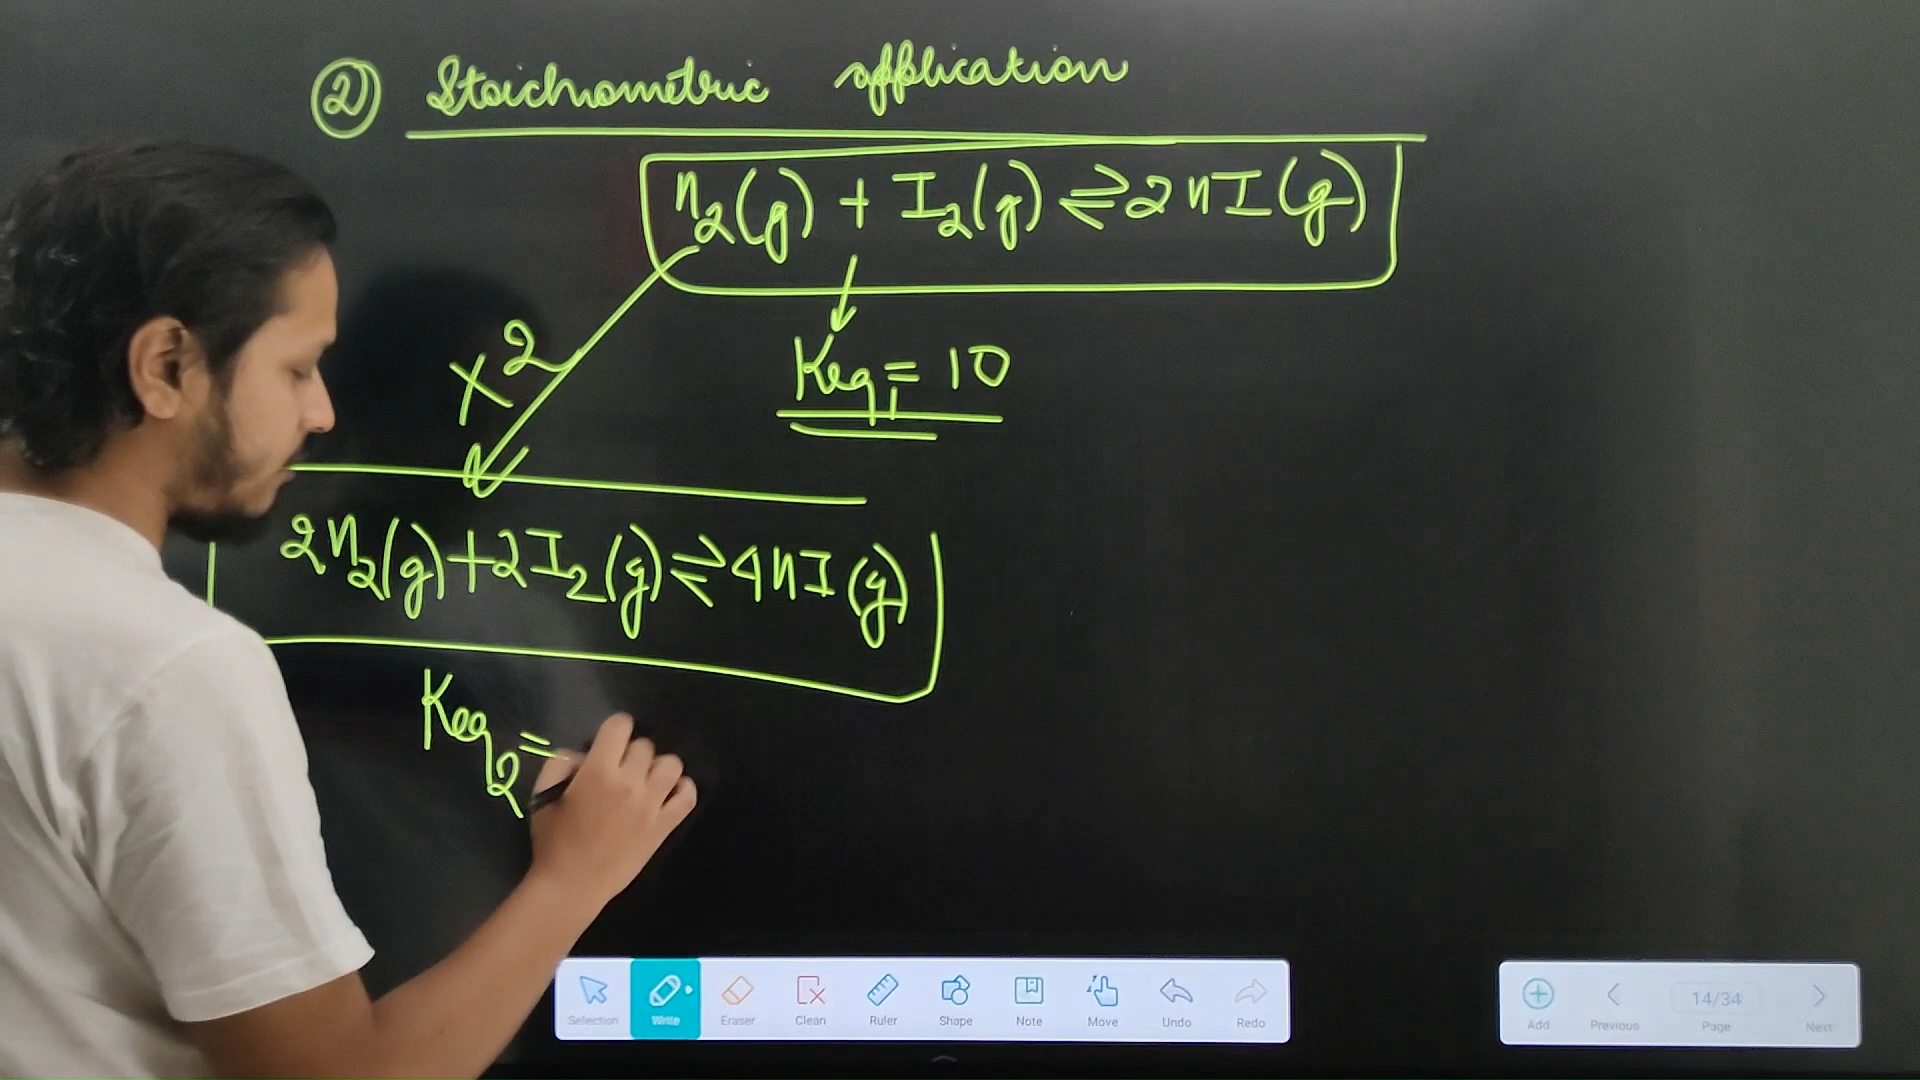 ② Stoichiometric application
H₂(g) + I₂(g) ⇌ 2HI(g)
×2
Keq₁ = 10
2H₂(g) + 2I₂(g) ⇌ 4HI(g)
Keq₂ =
Selection Write Eraser Clean Ruler Shape Note Move Undo Redo
Add Previous 14/34 Page Next